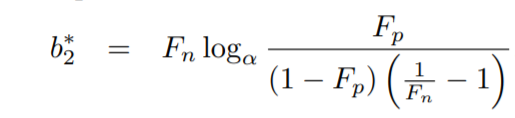 $b_2^* = F_n \log_\alpha \frac{F_p}{(1 - F_p)\left(\frac{1}{F_n} - 1\right)}$